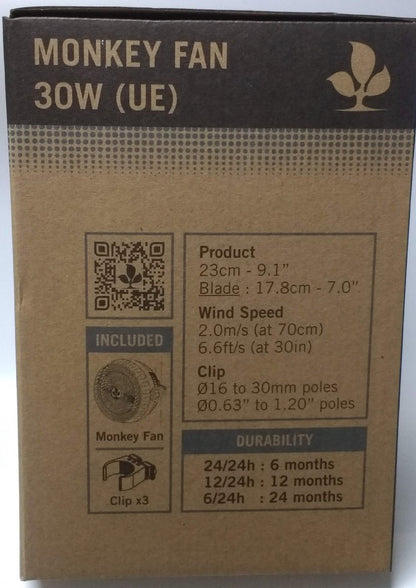 MONKEY FAN
30W (UE)
INCLUDED
Monkey Fan
Clip x3
Product
23cm - 9.1”
Blade : 17.8cm - 7.0”
Wind Speed
2.0m/s (at 70cm)
6.6ft/s (at 30in)
Clip
Ø16 to 30mm poles
Ø0.63” to 1.20” poles
DURABILITY
24/24h : 6 months
12/24h : 12 months
6/24h : 24 months